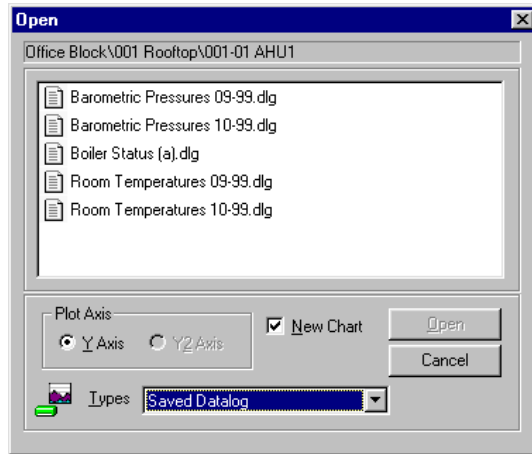 Open
Office Block\001 Rooftop\001-01 AHU1
Barometric Pressures 09-99.dlg
Barometric Pressures 10-99.dlg
Boiler Status (a).dlg
Room Temperatures 09-99.dlg
Room Temperatures 10-99.dlg
Plot Axis
Y Axis
Y2 Axis
New Chart
Open
Cancel
Types
Saved Datalog